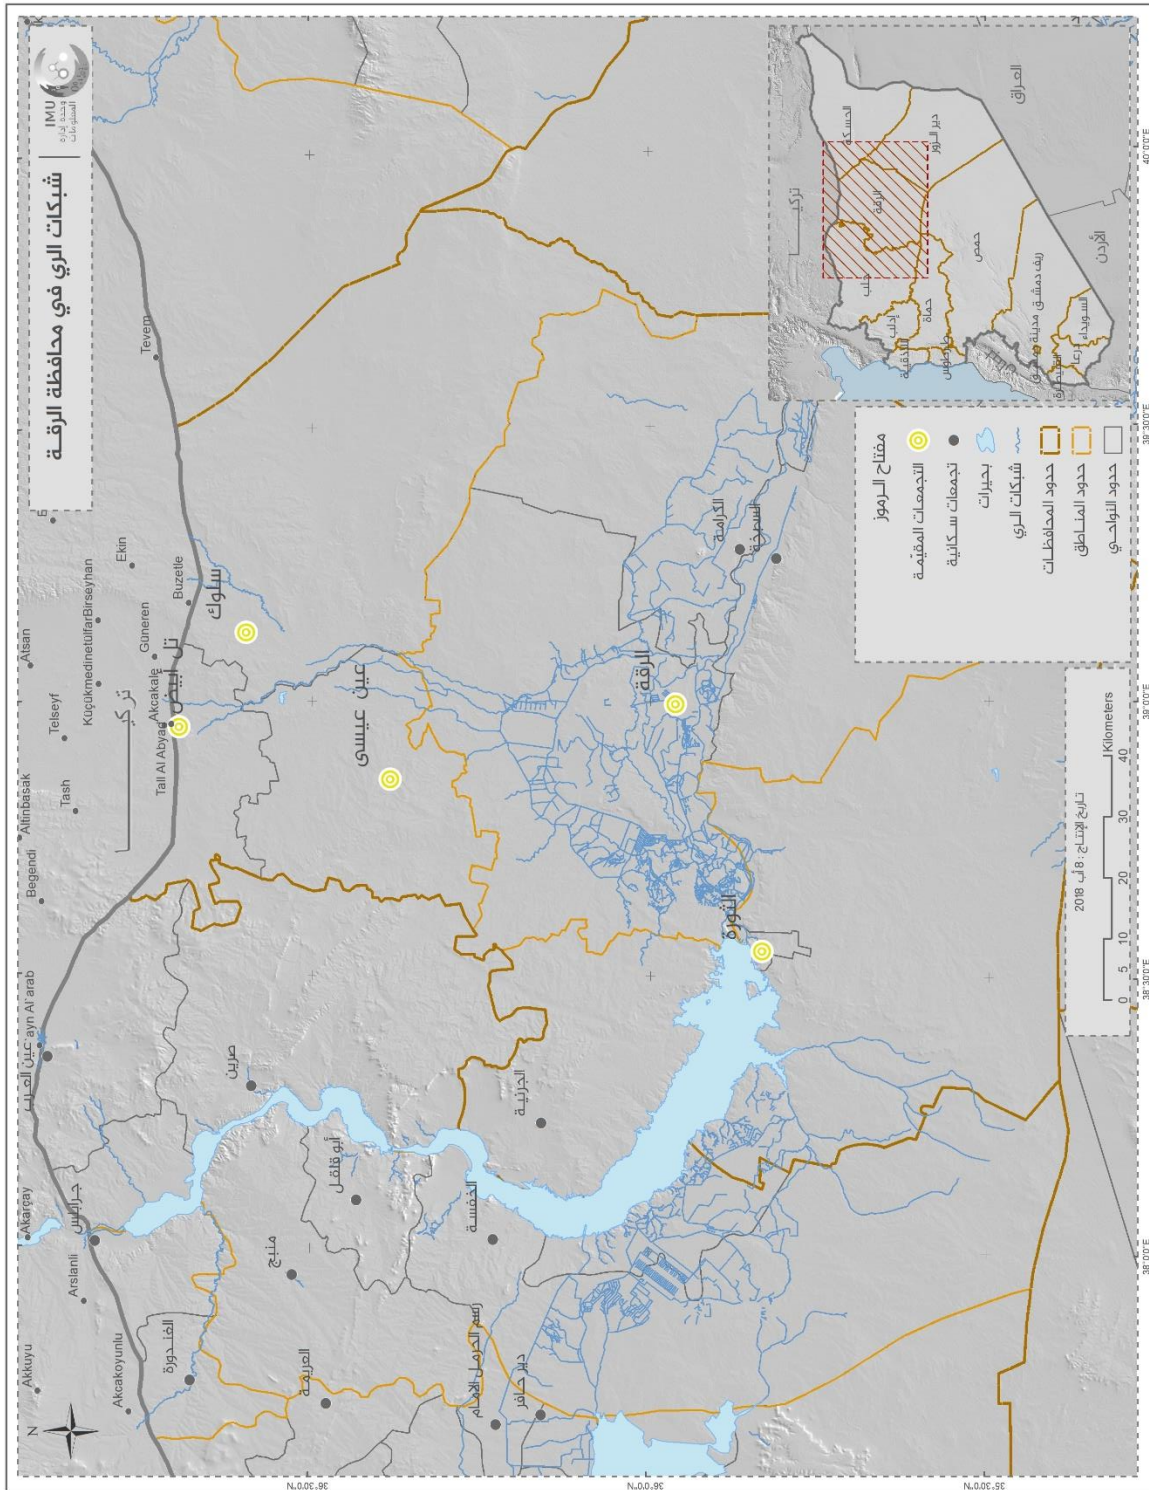 شبكات الري في محافظة الرقــة
IMU
وحدة إدارة
المعلومات
N
Akkuyu
Akcakoyunlu
Arslanli
Akarçay
جرابلس
عين العرب
ayn Al`arab
Begendi
Altinbasak
Tash
Telseyf
Atsan
تركيا
Küçükmedinetülfar
Birseyhan
Akcakale
Tall Al Abyad
تل أبيض
Güneren
Buzetle
Ekin
Tevem
سلوك
عين عيسى
صرين
أبو قلقل
منبج
الغندورة
العريمة
الخفسة
الجرنية
رسم الحرمل الامام
دير حافر
الثورة
الرقة
الكرامة
السبخة
مفتاح الرموز
التجمعات المقيّمة
تجمعات سكانية
بحيرات
شبكات الري
حدود المحافظات
حدود المناطق
حدود النواحي
تركيــــا
العراق
الأردن
الحسكة
دير الزور
الرقة
حلب
إدلب
اللاذقية
حماة
طرطوس
حمص
ريف دمشق
مدينة دمشق
القنيطرة
درعا
السويداء
تاريخ الإنتاج : 8 آب 2018
0 5 10 20 30 40
Kilometers
38°0'0"E
38°30'0"E
39°0'0"E
39°30'0"E
40°0'0"E
36°30'0"N
36°0'0"N
35°30'0"N